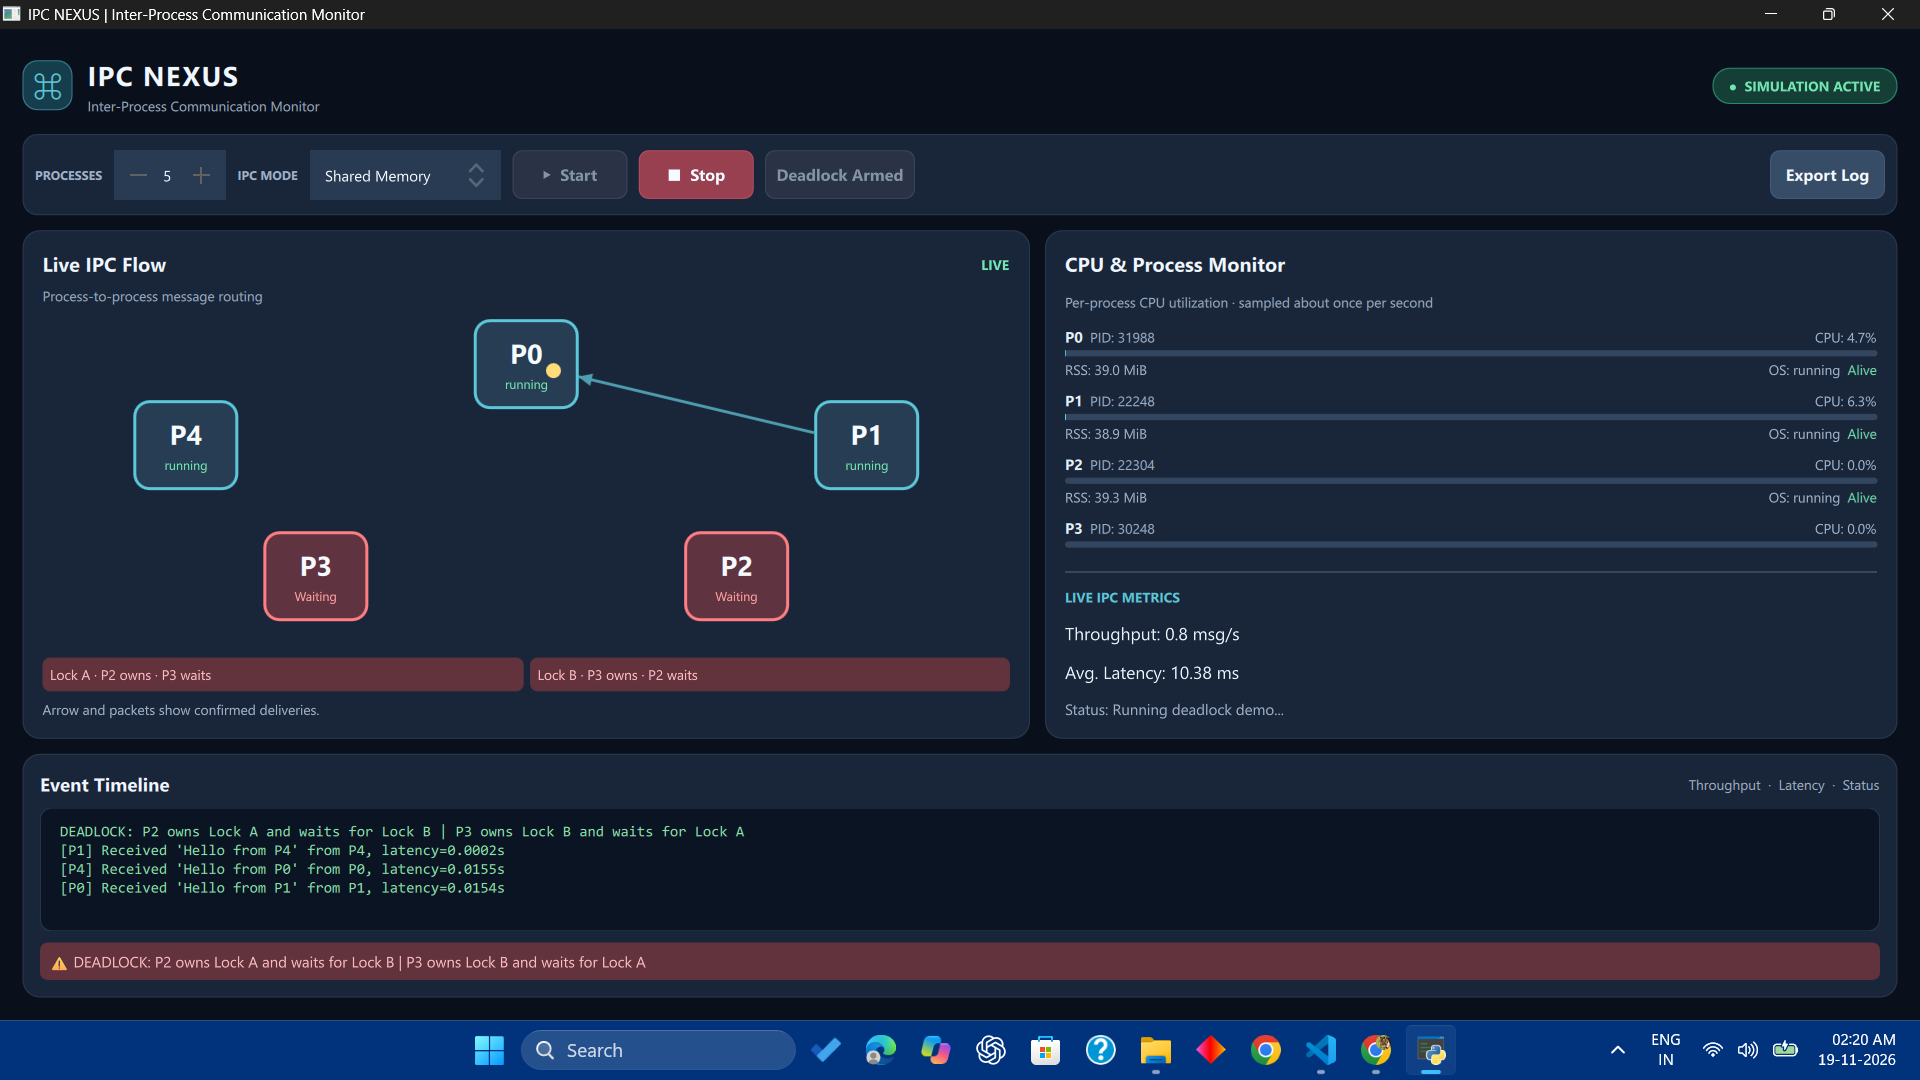 IPC NEXUS | Inter-Process Communication Monitor
IPC NEXUS
Inter-Process Communication Monitor
● SIMULATION ACTIVE
PROCESSES
5
IPC MODE
Shared Memory
Start
Stop
Deadlock Armed
Export Log
Live IPC Flow
LIVE
Process-to-process message routing
P0
running
P4
running
P1
running
P3
Waiting
P2
Waiting
Lock A · P2 owns · P3 waits
Lock B · P3 owns · P2 waits
Arrow and packets show confirmed deliveries.
CPU & Process Monitor
Per-process CPU utilization · sampled about once per second
P0 PID: 31988 CPU: 4.7%
RSS: 39.0 MiB OS: running Alive
P1 PID: 22248 CPU: 6.3%
RSS: 38.9 MiB OS: running Alive
P2 PID: 22304 CPU: 0.0%
RSS: 39.3 MiB OS: running Alive
P3 PID: 30248 CPU: 0.0%
LIVE IPC METRICS
Throughput: 0.8 msg/s
Avg. Latency: 10.38 ms
Status: Running deadlock demo...
Event Timeline
Throughput · Latency · Status
DEADLOCK: P2 owns Lock A and waits for Lock B | P3 owns Lock B and waits for Lock A
[P1] Received 'Hello from P4' from P4, latency=0.0002s
[P4] Received 'Hello from P0' from P0, latency=0.0155s
[P0] Received 'Hello from P1' from P1, latency=0.0154s
⚠ DEADLOCK: P2 owns Lock A and waits for Lock B | P3 owns Lock B and waits for Lock A
Search
ENG
IN
02:20 AM
19-11-2026